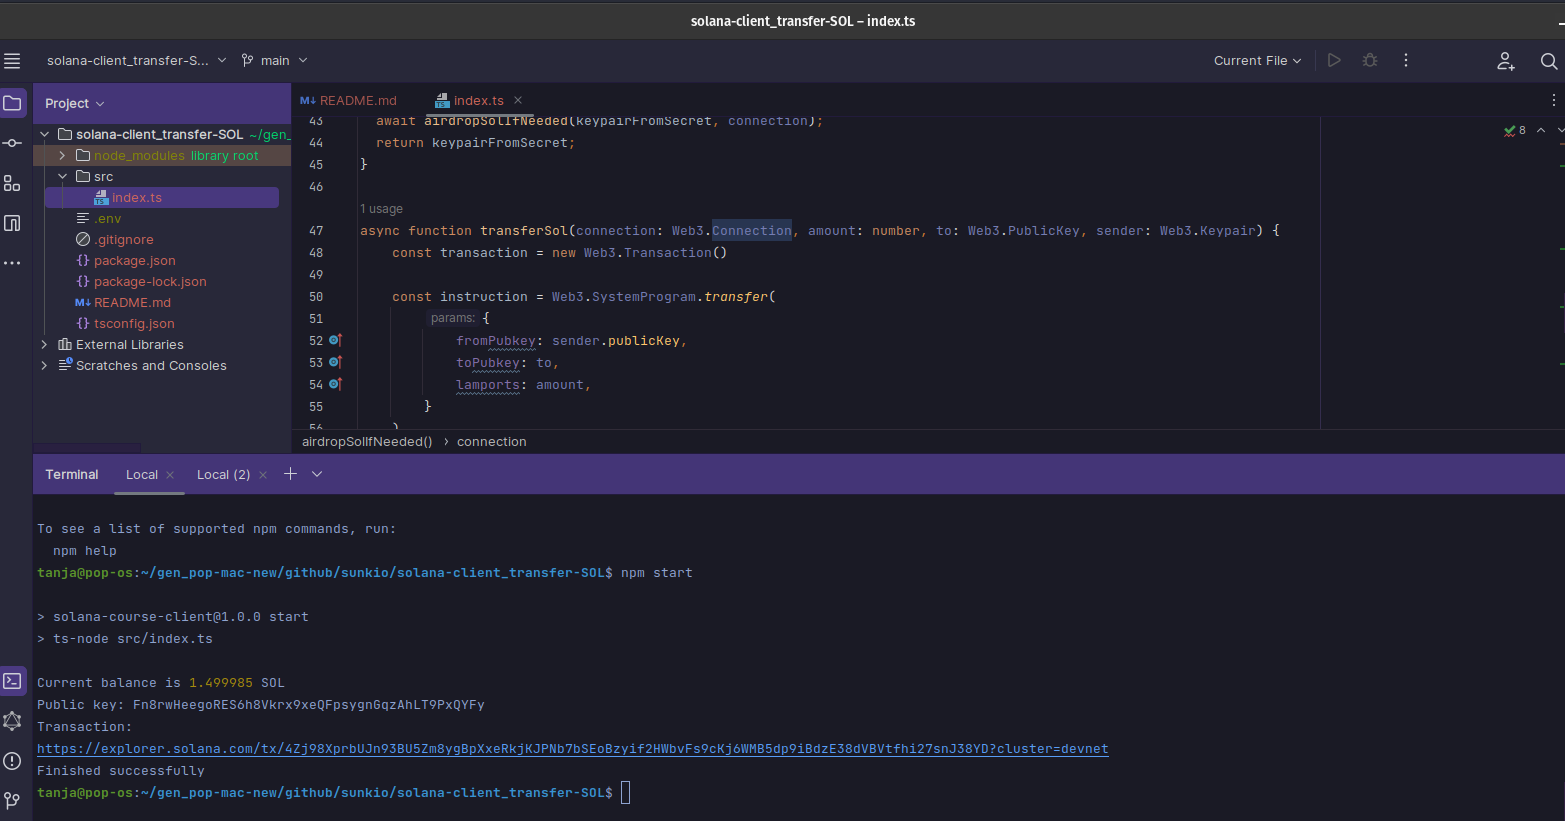 solana-client_transfer-SOL – index.ts
solana-client_transfer-S... main Current File
Project
README.md index.ts
solana-client_transfer-SOL ~/gen_
node_modules library root
src
index.ts
.env
.gitignore
package.json
package-lock.json
README.md
tsconfig.json
External Libraries
Scratches and Consoles
8
43 await airdropSolIfNeeded(keypairFromSecret, connection);
44 return keypairFromSecret;
45 }
46
1 usage
47 async function transferSol(connection: Web3.Connection, amount: number, to: Web3.PublicKey, sender: Web3.Keypair) {
48 const transaction = new Web3.Transaction()
49
50 const instruction = Web3.SystemProgram.transfer(
51 params: {
52 fromPubkey: sender.publicKey,
53 toPubkey: to,
54 lamports: amount,
55 }
56 )
airdropSolIfNeeded() › connection
Terminal Local Local (2)
To see a list of supported npm commands, run:
npm help
tanja@pop-os:~/gen_pop-mac-new/github/sunkio/solana-client_transfer-SOL$ npm start
> solana-course-client@1.0.0 start
> ts-node src/index.ts
Current balance is 1.499985 SOL
Public key: Fn8rwHeegoRES6h8Vkrx9xeQFpsygnGqzAhLT9PxQYFy
Transaction:
https://explorer.solana.com/tx/4Zj98XprbUJn93BU5Zm8ygBpXxeRkjKJPNb7bSEoBzyif2HWbvFs9cKj6WMB5dp9iBdzE38dVBVtfhi27snJ38YD?cluster=devnet
Finished successfully
tanja@pop-os:~/gen_pop-mac-new/github/sunkio/solana-client_transfer-SOL$